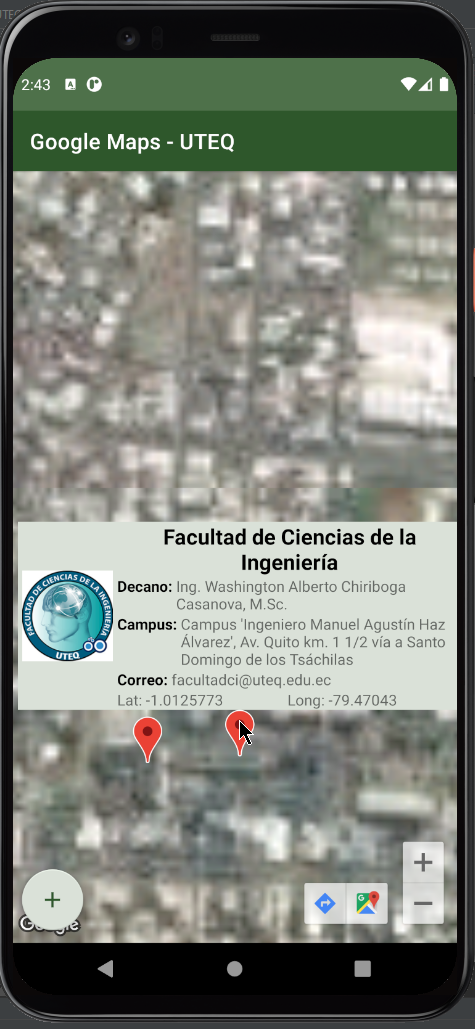 2:43
Google Maps - UTEQ
Facultad de Ciencias de la
Ingeniería
FACULTAD DE CIENCIAS DE LA INGENIERÍA
UTEQ
Decano: Ing. Washington Alberto Chiriboga
Casanova, M.Sc.
Campus: Campus 'Ingeniero Manuel Agustín Haz
Álvarez', Av. Quito km. 1 1/2 vía a Santo
Domingo de los Tsáchilas
Correo: facultadci@uteq.edu.ec
Lat: -1.0125773 Long: -79.47043
+
+
−
Google